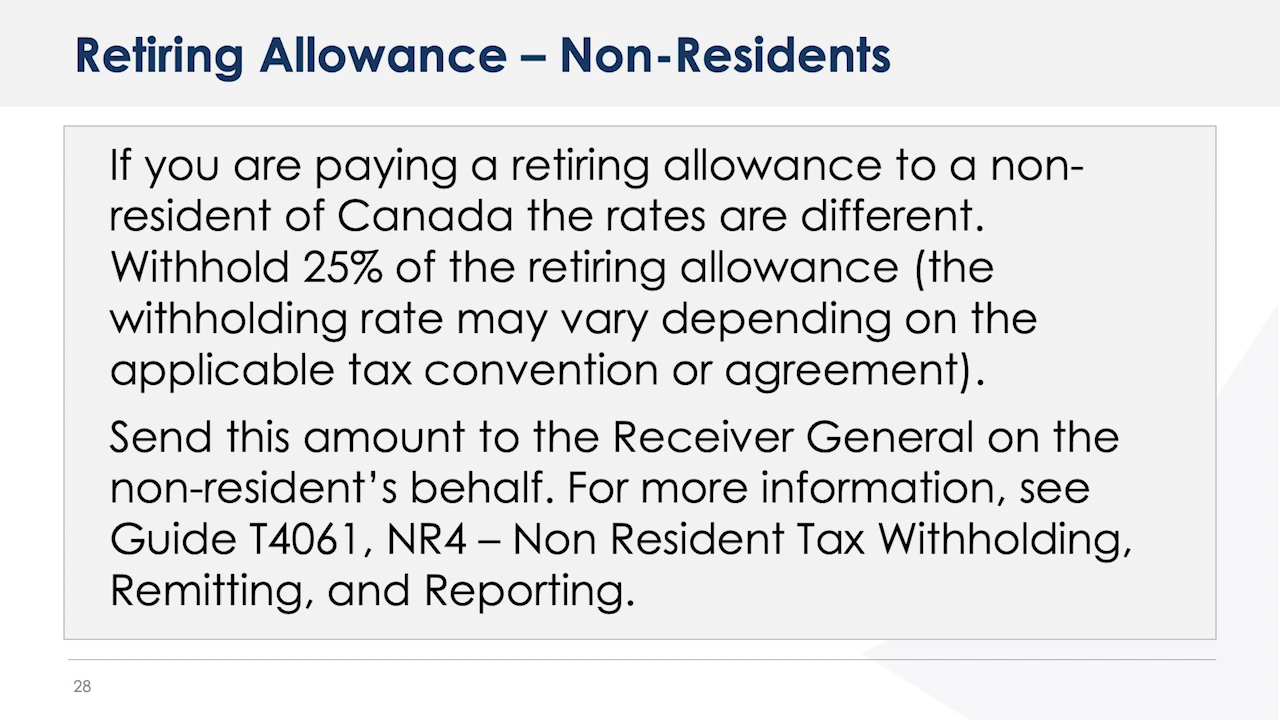 Retiring Allowance – Non-Residents
If you are paying a retiring allowance to a non-
resident of Canada the rates are different.
Withhold 25% of the retiring allowance (the
withholding rate may vary depending on the
applicable tax convention or agreement).
Send this amount to the Receiver General on the
non-resident’s behalf. For more information, see
Guide T4061, NR4 – Non Resident Tax Withholding,
Remitting, and Reporting.
28